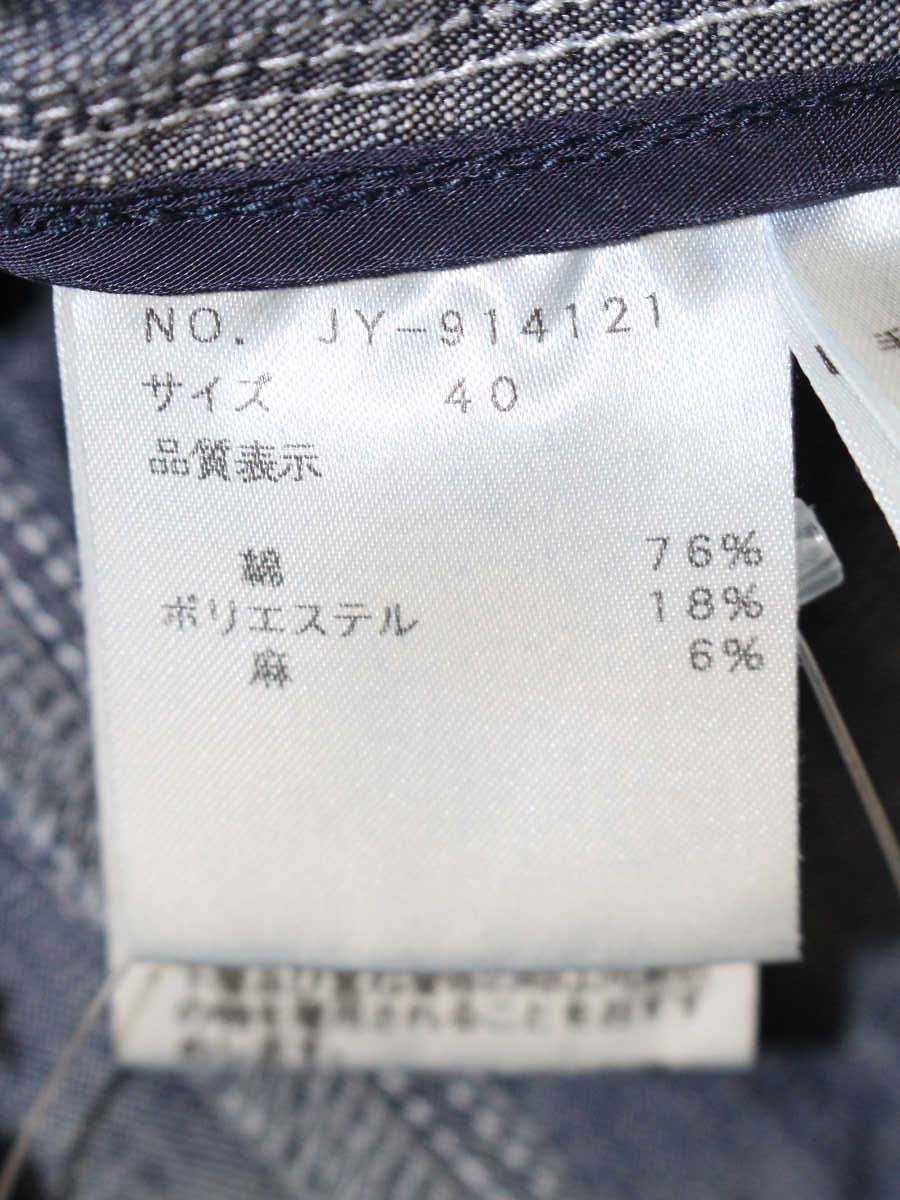 NO. JY-914121
サイズ 40
品質表示
綿 76%
ポリエステル 18%
麻 6%